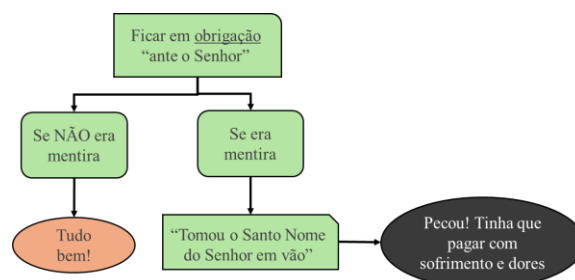 Ficar em obrigação
“ante o Senhor”
Se NÃO era
mentira
Se era
mentira
Tudo
bem!
“Tomou o Santo Nome
do Senhor em vão”
Pecou! Tinha que
pagar com
sofrimento e dores